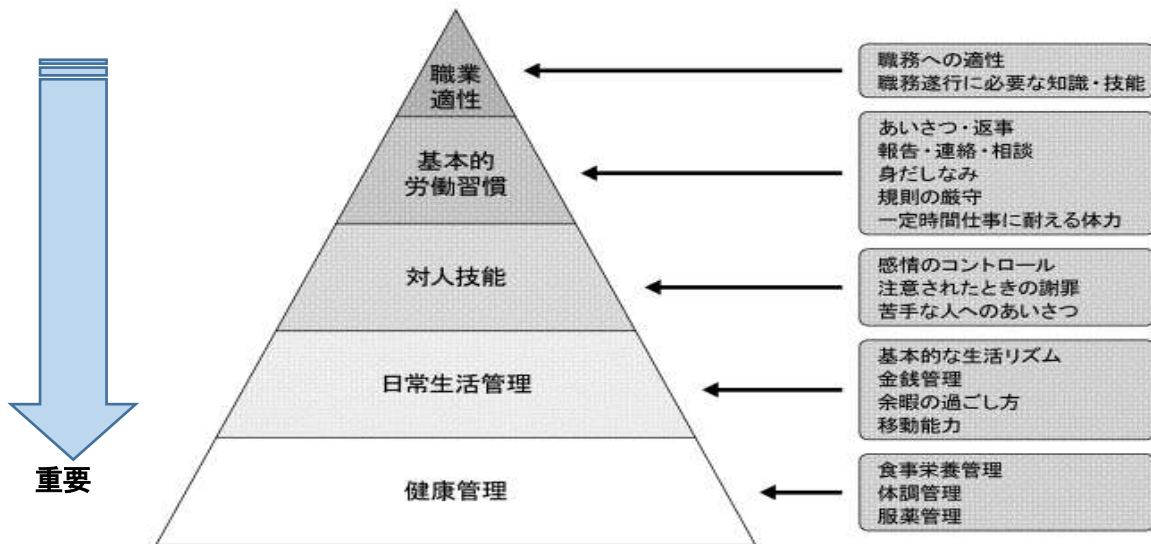 職業
適性
職務への適性
職務遂行に必要な知識・技能
基本的
労働習慣
あいさつ・返事
報告・連絡・相談
身だしなみ
規則の厳守
一定時間仕事に耐える体力
対人技能
感情のコントロール
注意されたときの謝罪
苦手な人へのあいさつ
日常生活管理
基本的な生活リズム
金銭管理
余暇の過ごし方
移動能力
重要
健康管理
食事栄養管理
体調管理
服薬管理